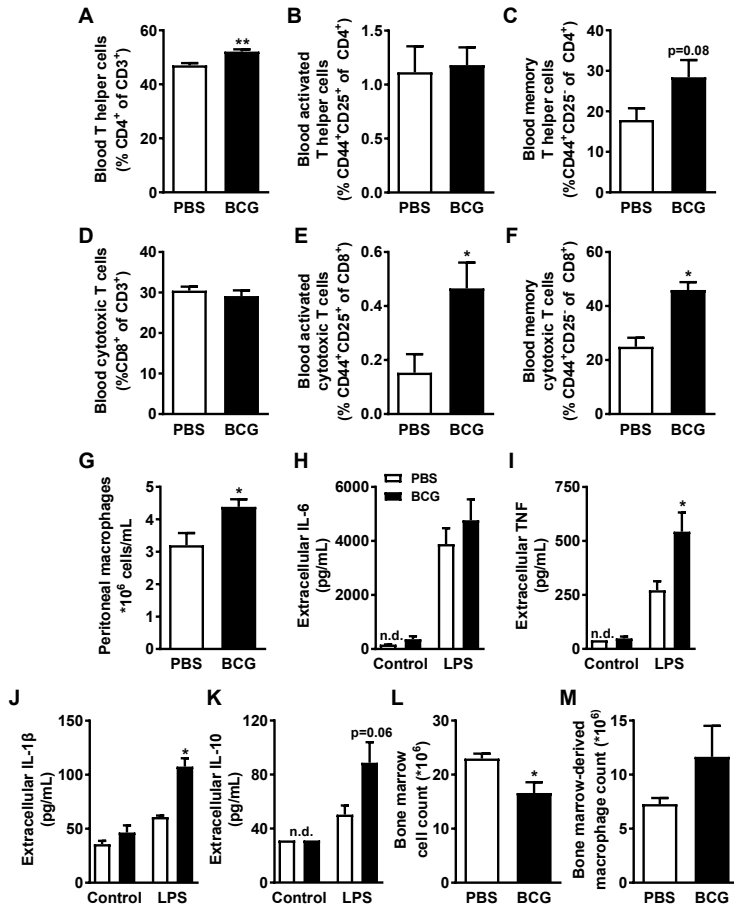 A
Blood T helper cells
(% CD4⁺ of CD3⁺)
60
40
20
0
**
PBS
BCG
B
Blood activated
T helper cells
(% CD44⁺CD25⁺ of CD4⁺)
1.5
1.0
0.5
0.0
PBS
BCG
C
Blood memory
T helper cells
(%CD44⁺CD25⁻ of CD4⁺)
40
30
20
10
0
p=0.08
PBS
BCG
D
Blood cytotoxic T cells
(%CD8⁺ of CD3⁺)
40
30
20
10
0
PBS
BCG
E
Blood activated
cytotoxic T cells
(% CD44⁺CD25⁺ of CD8⁺)
0.6
0.4
0.2
0.0
*
PBS
BCG
F
Blood memory
cytotoxic T cells
(% CD44⁺CD25⁻ of CD8⁺)
60
40
20
0
*
PBS
BCG
G
Peritoneal macrophages
*10⁶ cells/mL
5
4
3
2
1
0
*
PBS
BCG
H
PBS
BCG
Extracellular IL-6
(pg/mL)
6000
4000
2000
0
n.d.
Control
LPS
I
Extracellular TNF
(pg/mL)
750
500
250
0
n.d.
*
Control
LPS
J
Extracellular IL-1β
(pg/mL)
150
100
50
0
*
Control
LPS
K
Extracellular IL-10
(pg/mL)
120
80
40
0
n.d.
p=0.06
Control
LPS
L
Bone marrow
cell count (*10⁶)
30
20
10
0
*
PBS
BCG
M
Bone marrow-derived
macrophage count (*10⁶)
15
10
5
0
PBS
BCG